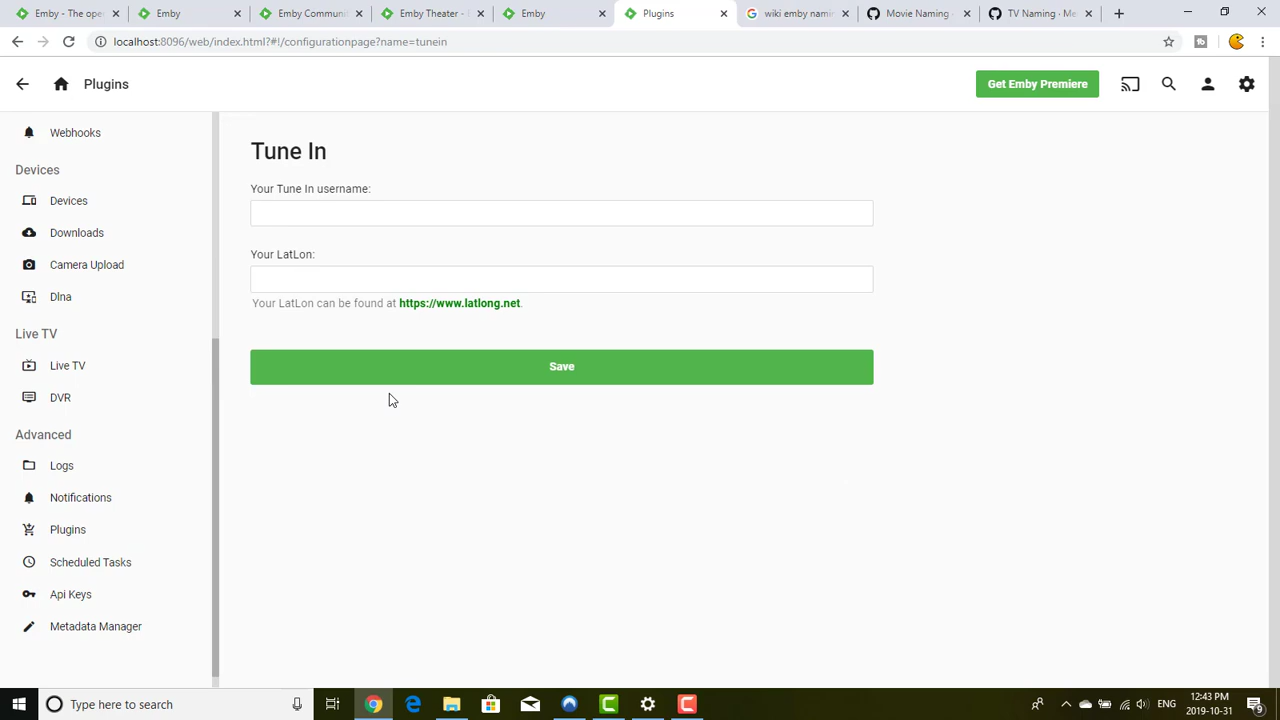 Emby - The open
Emby
Emby Communi
Emby Theater -
Emby
Plugins
wiki emby nami
Movie Naming -
TV Naming - Me
localhost:8096/web/index.html?#!/configurationpage?name=tunein
Plugins
Get Emby Premiere
Webhooks
Devices
Devices
Downloads
Camera Upload
Dlna
Live TV
Live TV
DVR
Advanced
Logs
Notifications
Plugins
Scheduled Tasks
Api Keys
Metadata Manager
Tune In
Your Tune In username:
Your LatLon:
Your LatLon can be found at https://www.latlong.net.
Save
Type here to search
ENG
12:43 PM
2019-10-31